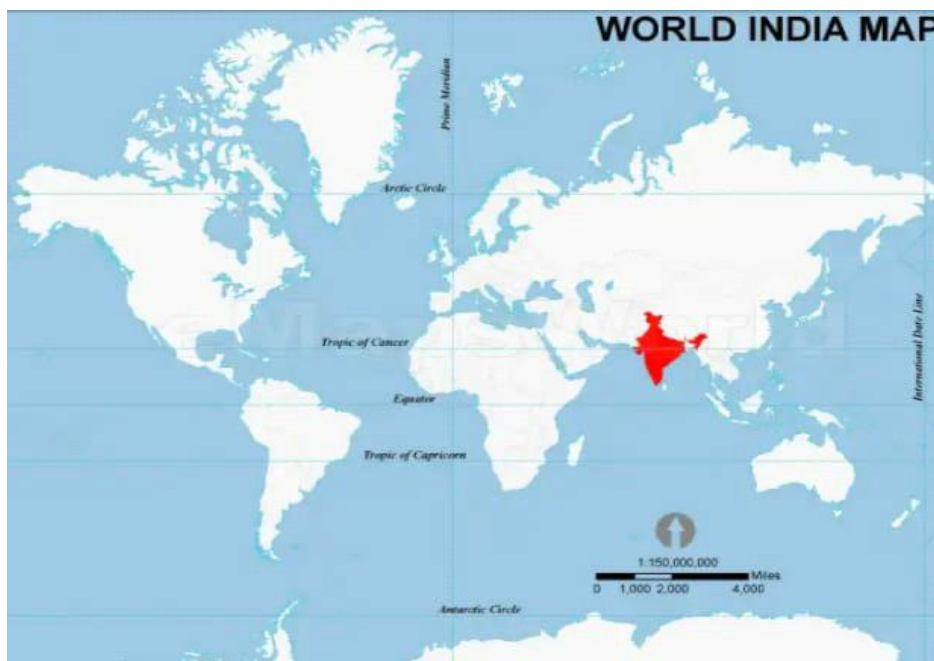 WORLD INDIA MAP
Prime Meridian
Arctic Circle
Tropic of Cancer
Equator
Tropic of Capricorn
International Date Line
1:150,000,000
Miles
0 1,000 2,000 4,000
Antarctic Circle